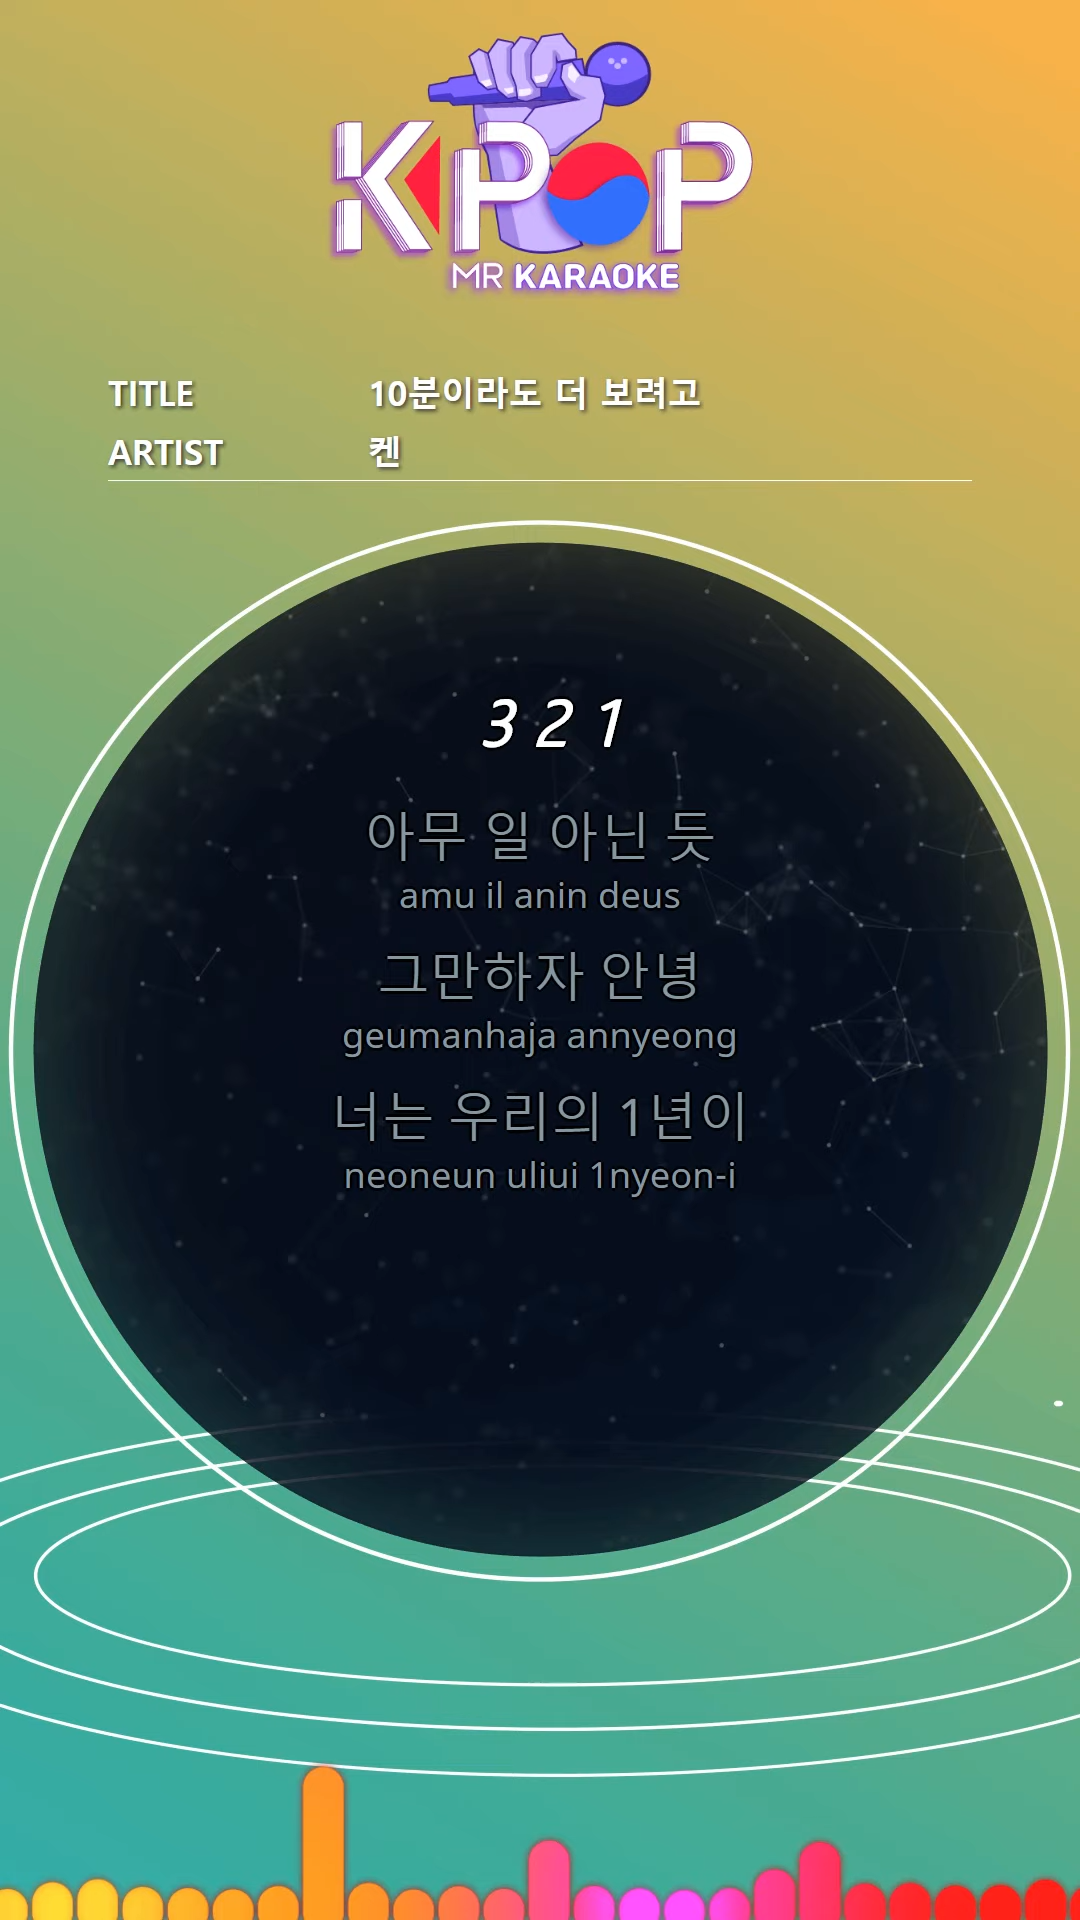 KPOP
MR KARAOKE
TITLE 10분이라도 더 보려고
ARTIST 켄
3 2 1
아무 일 아닌 듯
amu il anin deus
그만하자 안녕
geumanhaja annyeong
너는 우리의 1년이
neoneun uliui 1nyeon-i